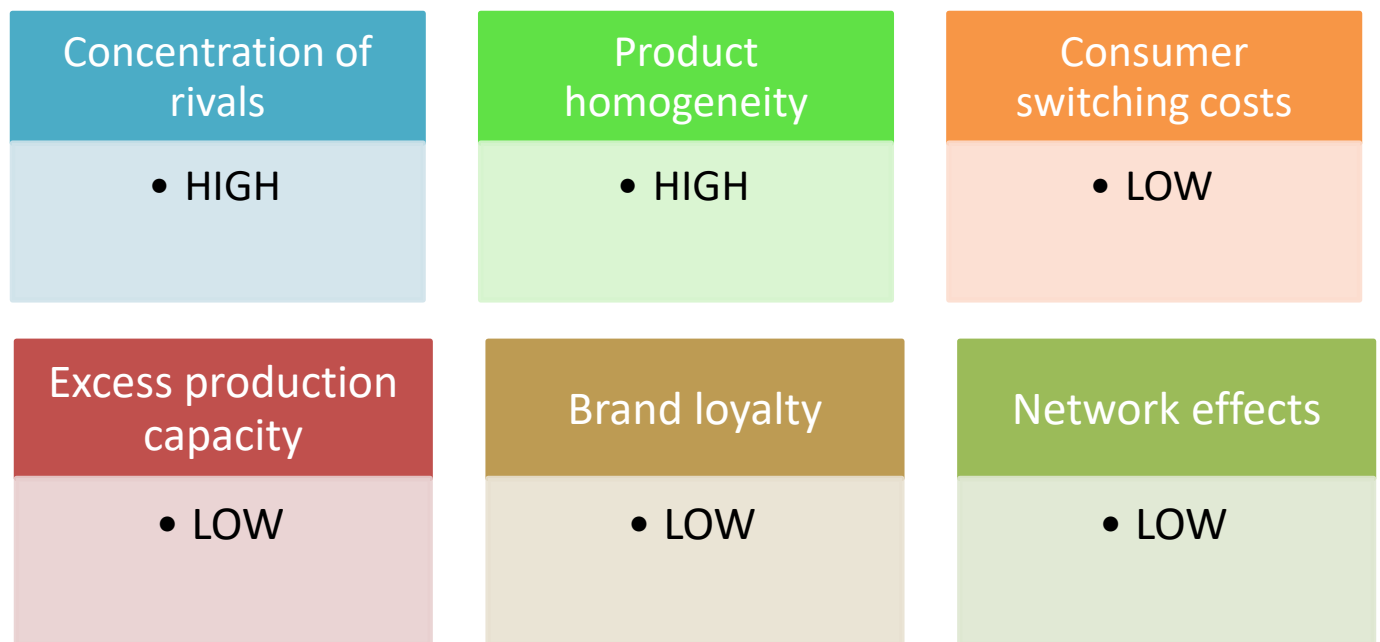 Concentration of
rivals
• HIGH
Product
homogeneity
• HIGH
Consumer
switching costs
• LOW
Excess production
capacity
• LOW
Brand loyalty
• LOW
Network effects
• LOW